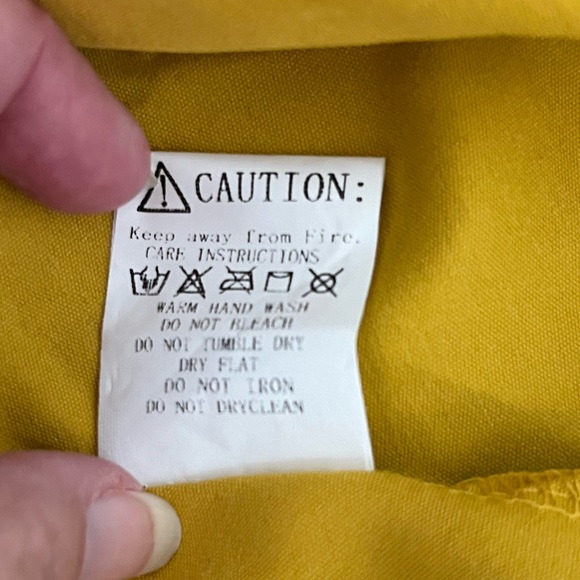 CAUTION:
Keep away from Fire.
CARE INSTRUCTIONS
WARM HAND WASH
DO NOT BLEACH
DO NOT TUMBLE DRY
DRY FLAT
DO NOT IRON
DO NOT DRYCLEAN